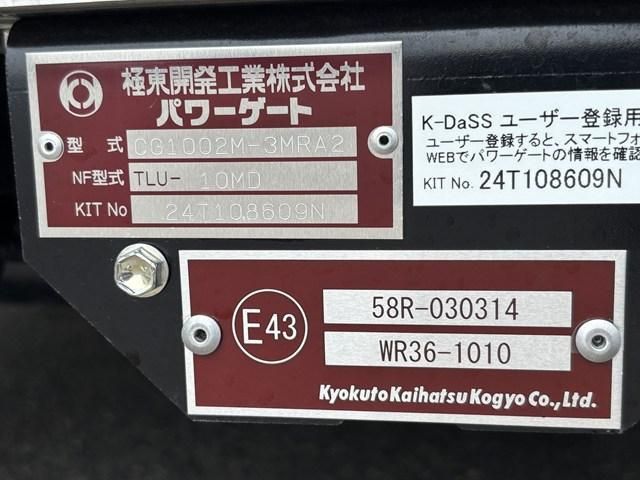 極東開発工業株式会社
パワーゲート
型 式 CG1002M-3MRA2
NF型式 TLU- 10MD
KIT No 24T108609N
K-DaSS ユーザー登録用
ユーザー登録すると、スマートフォ
WEBでパワーゲートの情報を確認
KIT No. 24T108609N
E43
58R-030314
WR36-1010
Kyokuto Kaihatsu Kogyo Co., Ltd.